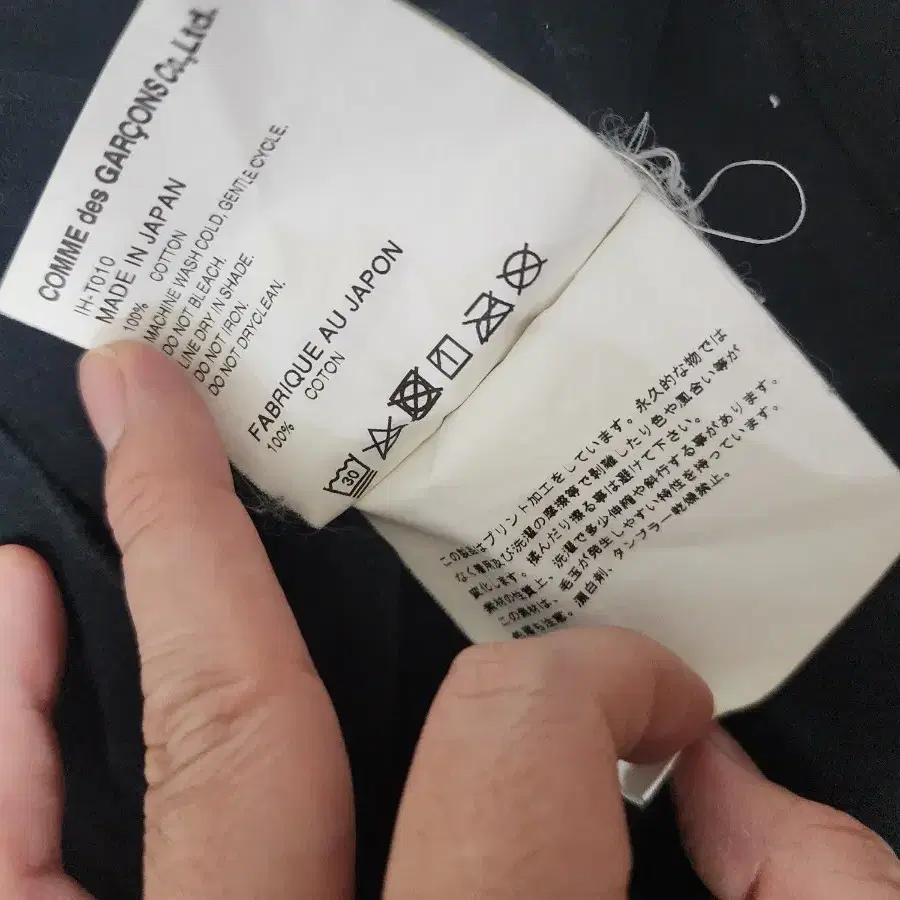 COMME des GARÇONS Co.,Ltd.
IH-T010
MADE IN JAPAN
100% COTTON
MACHINE WASH COLD, GENTLE CYCLE.
DO NOT BLEACH.
LINE DRY IN SHADE.
DO NOT IRON.
DO NOT DRYCLEAN.
FABRIQUE AU JAPON
100% COTON
30
この製品はプリント加工をしています。永久的な物では
なく着用及び洗濯の摩擦等で剥離したり色や風合い等が
変化します。揉んだり擦る事は避けて下さい。
素材の性質上、洗濯で多少伸縮や斜行する事があります。
この素材は、毛玉が発生しやすい特性を持っています。
漂白剤、タンブラー乾燥禁止。